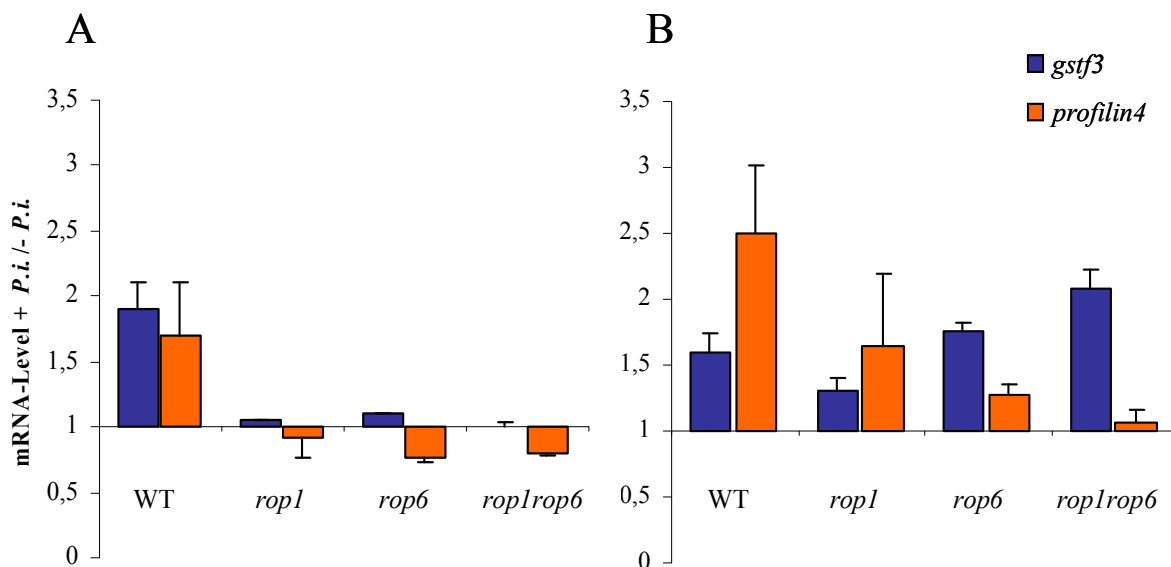 A
B
gstf3
profilin4
mRNA-Level + P.i. /- P.i.
3,5
3
2,5
2
1,5
1
0,5
0
WT
rop1
rop6
rop1rop6
3,5
3
2,5
2
1,5
1
0,5
0
WT
rop1
rop6
rop1rop6